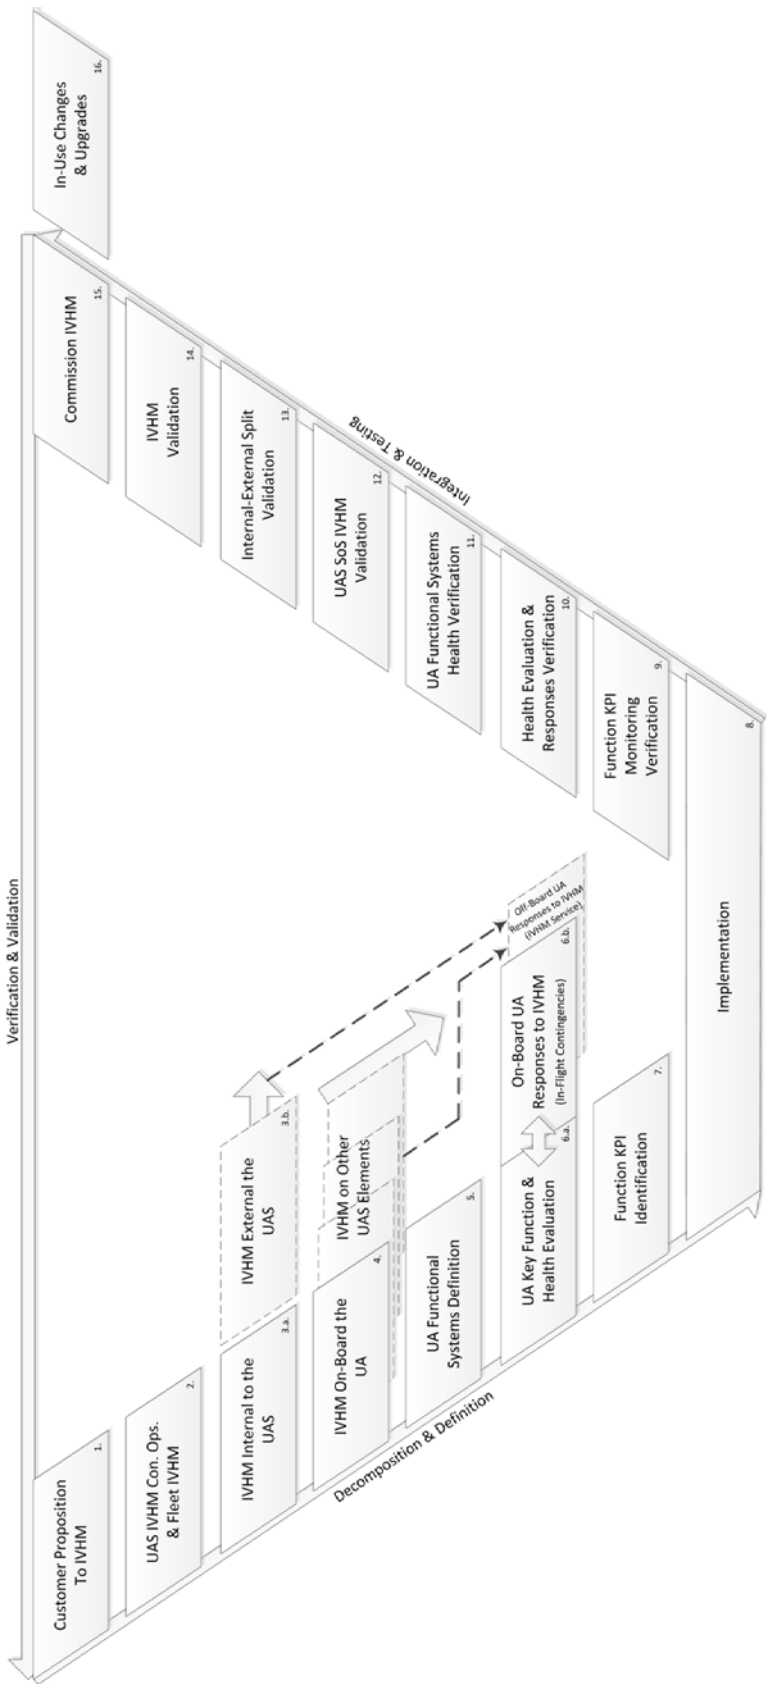 Verification & Validation
Customer Proposition
To IVHM
1.
UAS IVHM Con. Ops.
& Fleet IVHM
2.
IVHM Internal to the
UAS
3.a.
IVHM External the
UAS
3.b.
IVHM On-Board the
UA
4.
IVHM on Other
UAS Elements
UA Functional
Systems Definition
5.
UA Key Function &
Health Evaluation
6.a.
On-Board UA
Responses to IVHM
(In-Flight Contingencies)
6.b.
Off-Board UA
Responses to IVHM
(IVHM Service)
Function KPI
Identification
7.
Decomposition & Definition
Implementation
8.
Function KPI
Monitoring
Verification
9.
Health Evaluation &
Responses Verification
10.
UA Functional Systems
Health Verification
11.
UAS SoS IVHM
Validation
12.
Internal-External Split
Validation
13.
IVHM
Validation
14.
Commission IVHM
15.
Integration & Testing
In-Use Changes
& Upgrades
16.